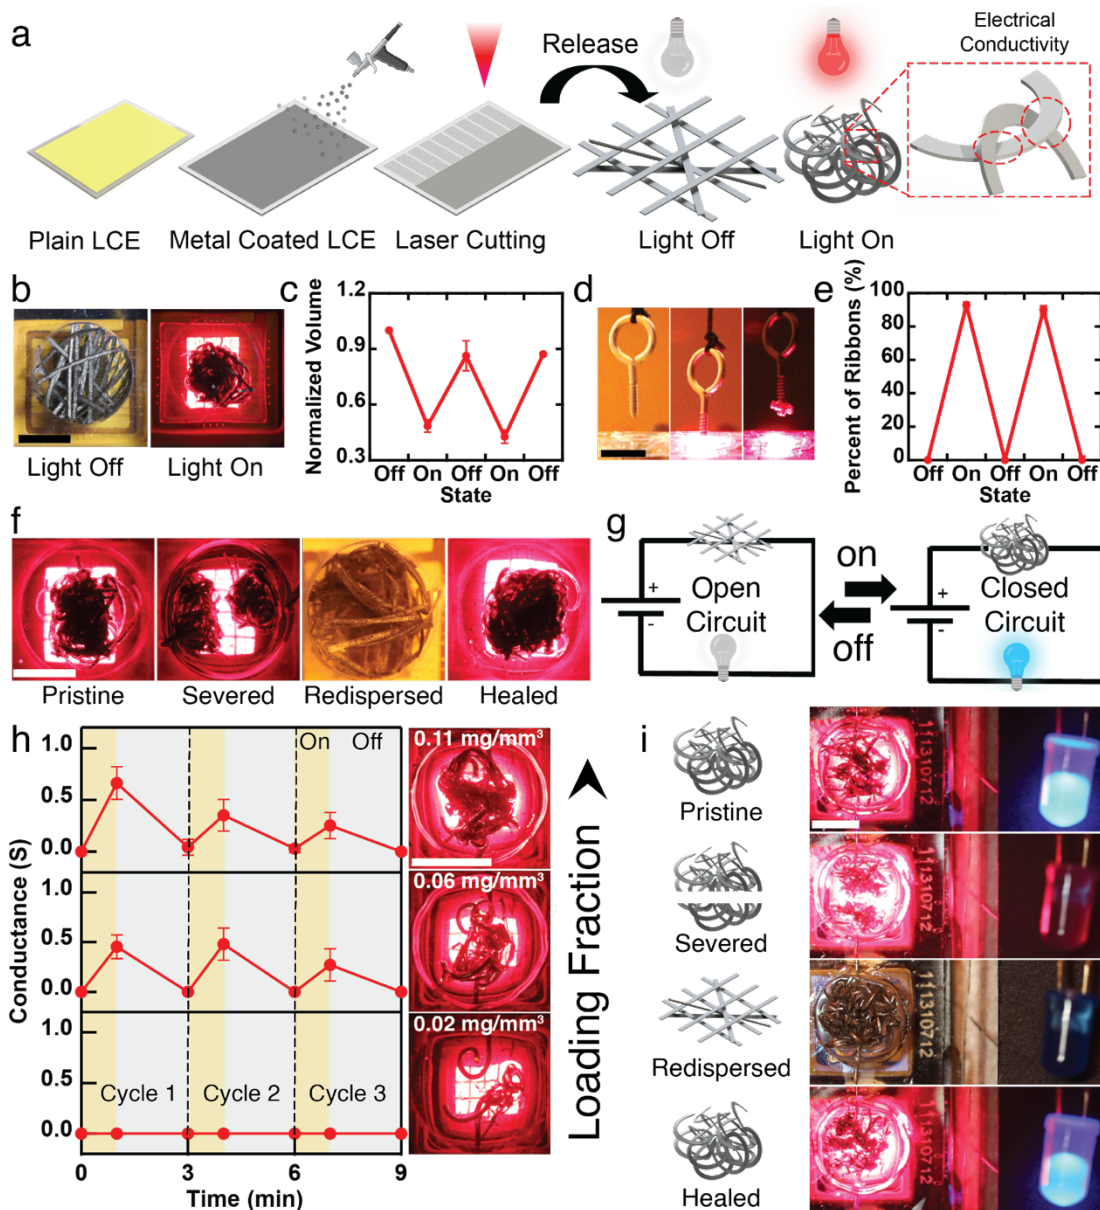 a
Release
Electrical
Conductivity
Plain LCE
Metal Coated LCE
Laser Cutting
Light Off
Light On
b
Light Off
Light On
c
Normalized Volume
1.2
0.9
0.6
0.3
Off On Off On Off
State
d
e
Percent of Ribbons (%)
100
80
60
40
20
0
Off On Off On Off
State
f
Pristine
Severed
Redispersed
Healed
g
+
-
Open
Circuit
on
off
+
-
Closed
Circuit
h
Conductance (S)
1.0
0.5
0.0
1.0
0.5
0.0
1.0
0.5
0.0
On Off
Cycle 1
Cycle 2
Cycle 3
0 3 6 9
Time (min)
0.11 mg/mm³
0.06 mg/mm³
0.02 mg/mm³
Loading Fraction
i
Pristine
Severed
Redispersed
Healed
11310712
11310712
11310712
11310712